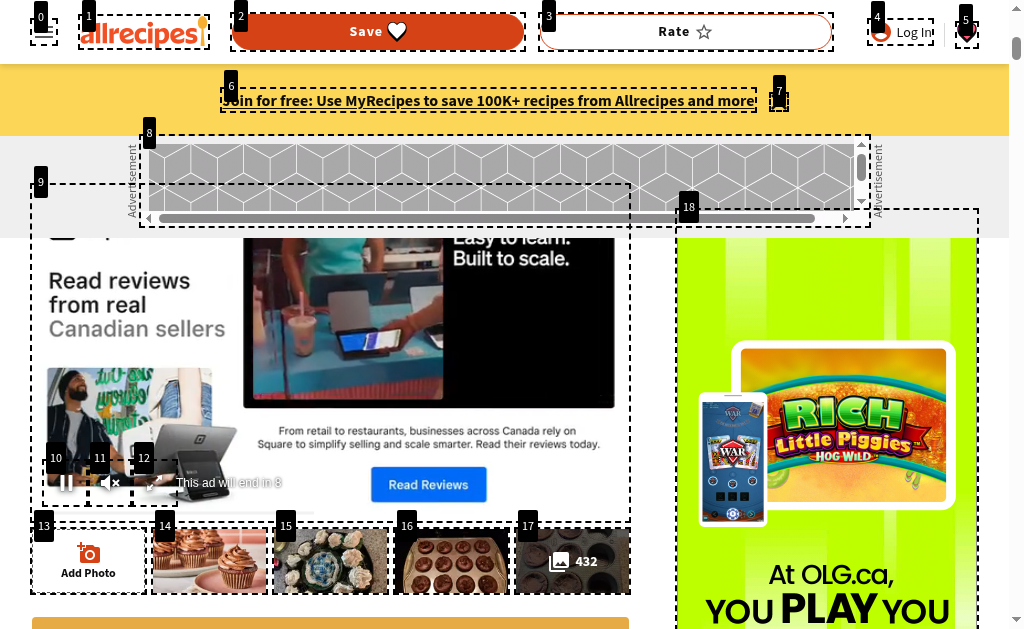 0
1
2
3
4
5
allrecipes
Save
Rate
Log In
6
7
Join for free: Use MyRecipes to save 100K+ recipes from Allrecipes and more
8
Advertisement
Advertisement
9
18
Easy to learn.
Built to scale.
Read reviews
from real
Canadian sellers
From retail to restaurants, businesses across Canada rely on
Square to simplify selling and scale smarter. Read their reviews today.
Read Reviews
10
11
12
This ad will end in 8
13
14
15
16
17
Add Photo
432
RICH
Little Piggies
HOG WILD
WAR
WAR
At OLG.ca,
YOU PLAY YOU